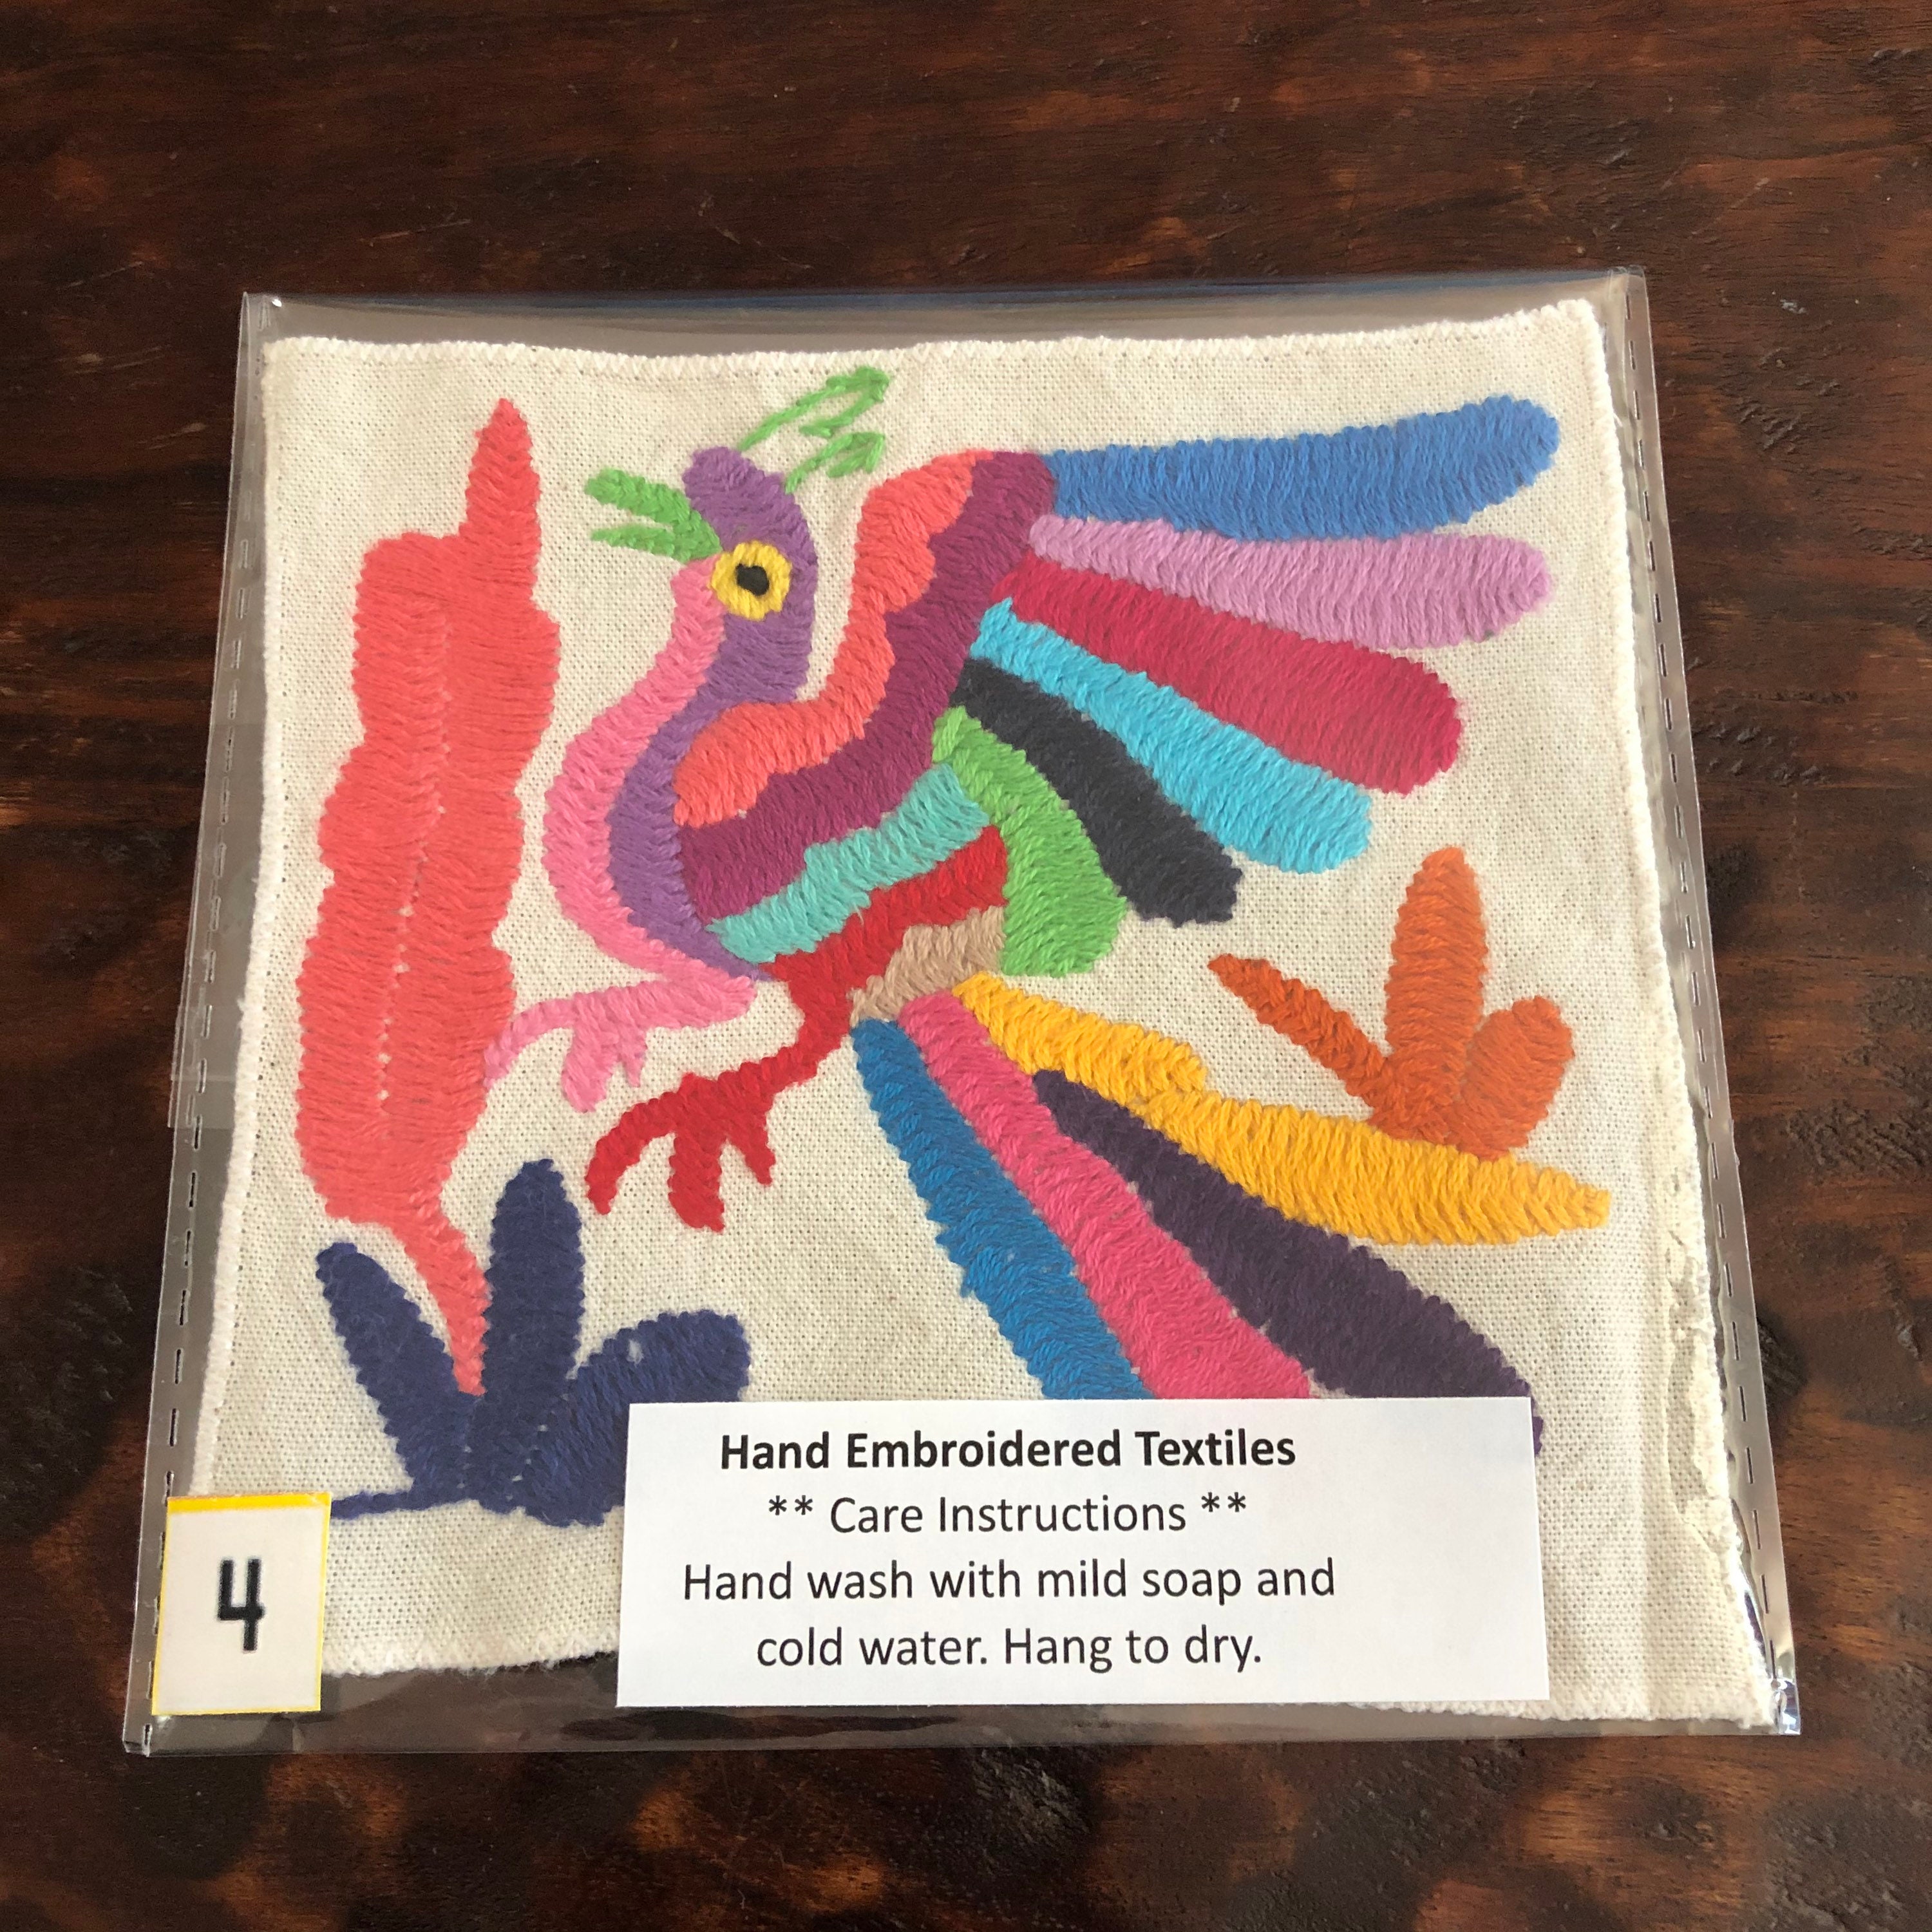 Hand Embroidered Textiles
** Care Instructions **
Hand wash with mild soap and
cold water. Hang to dry.
4